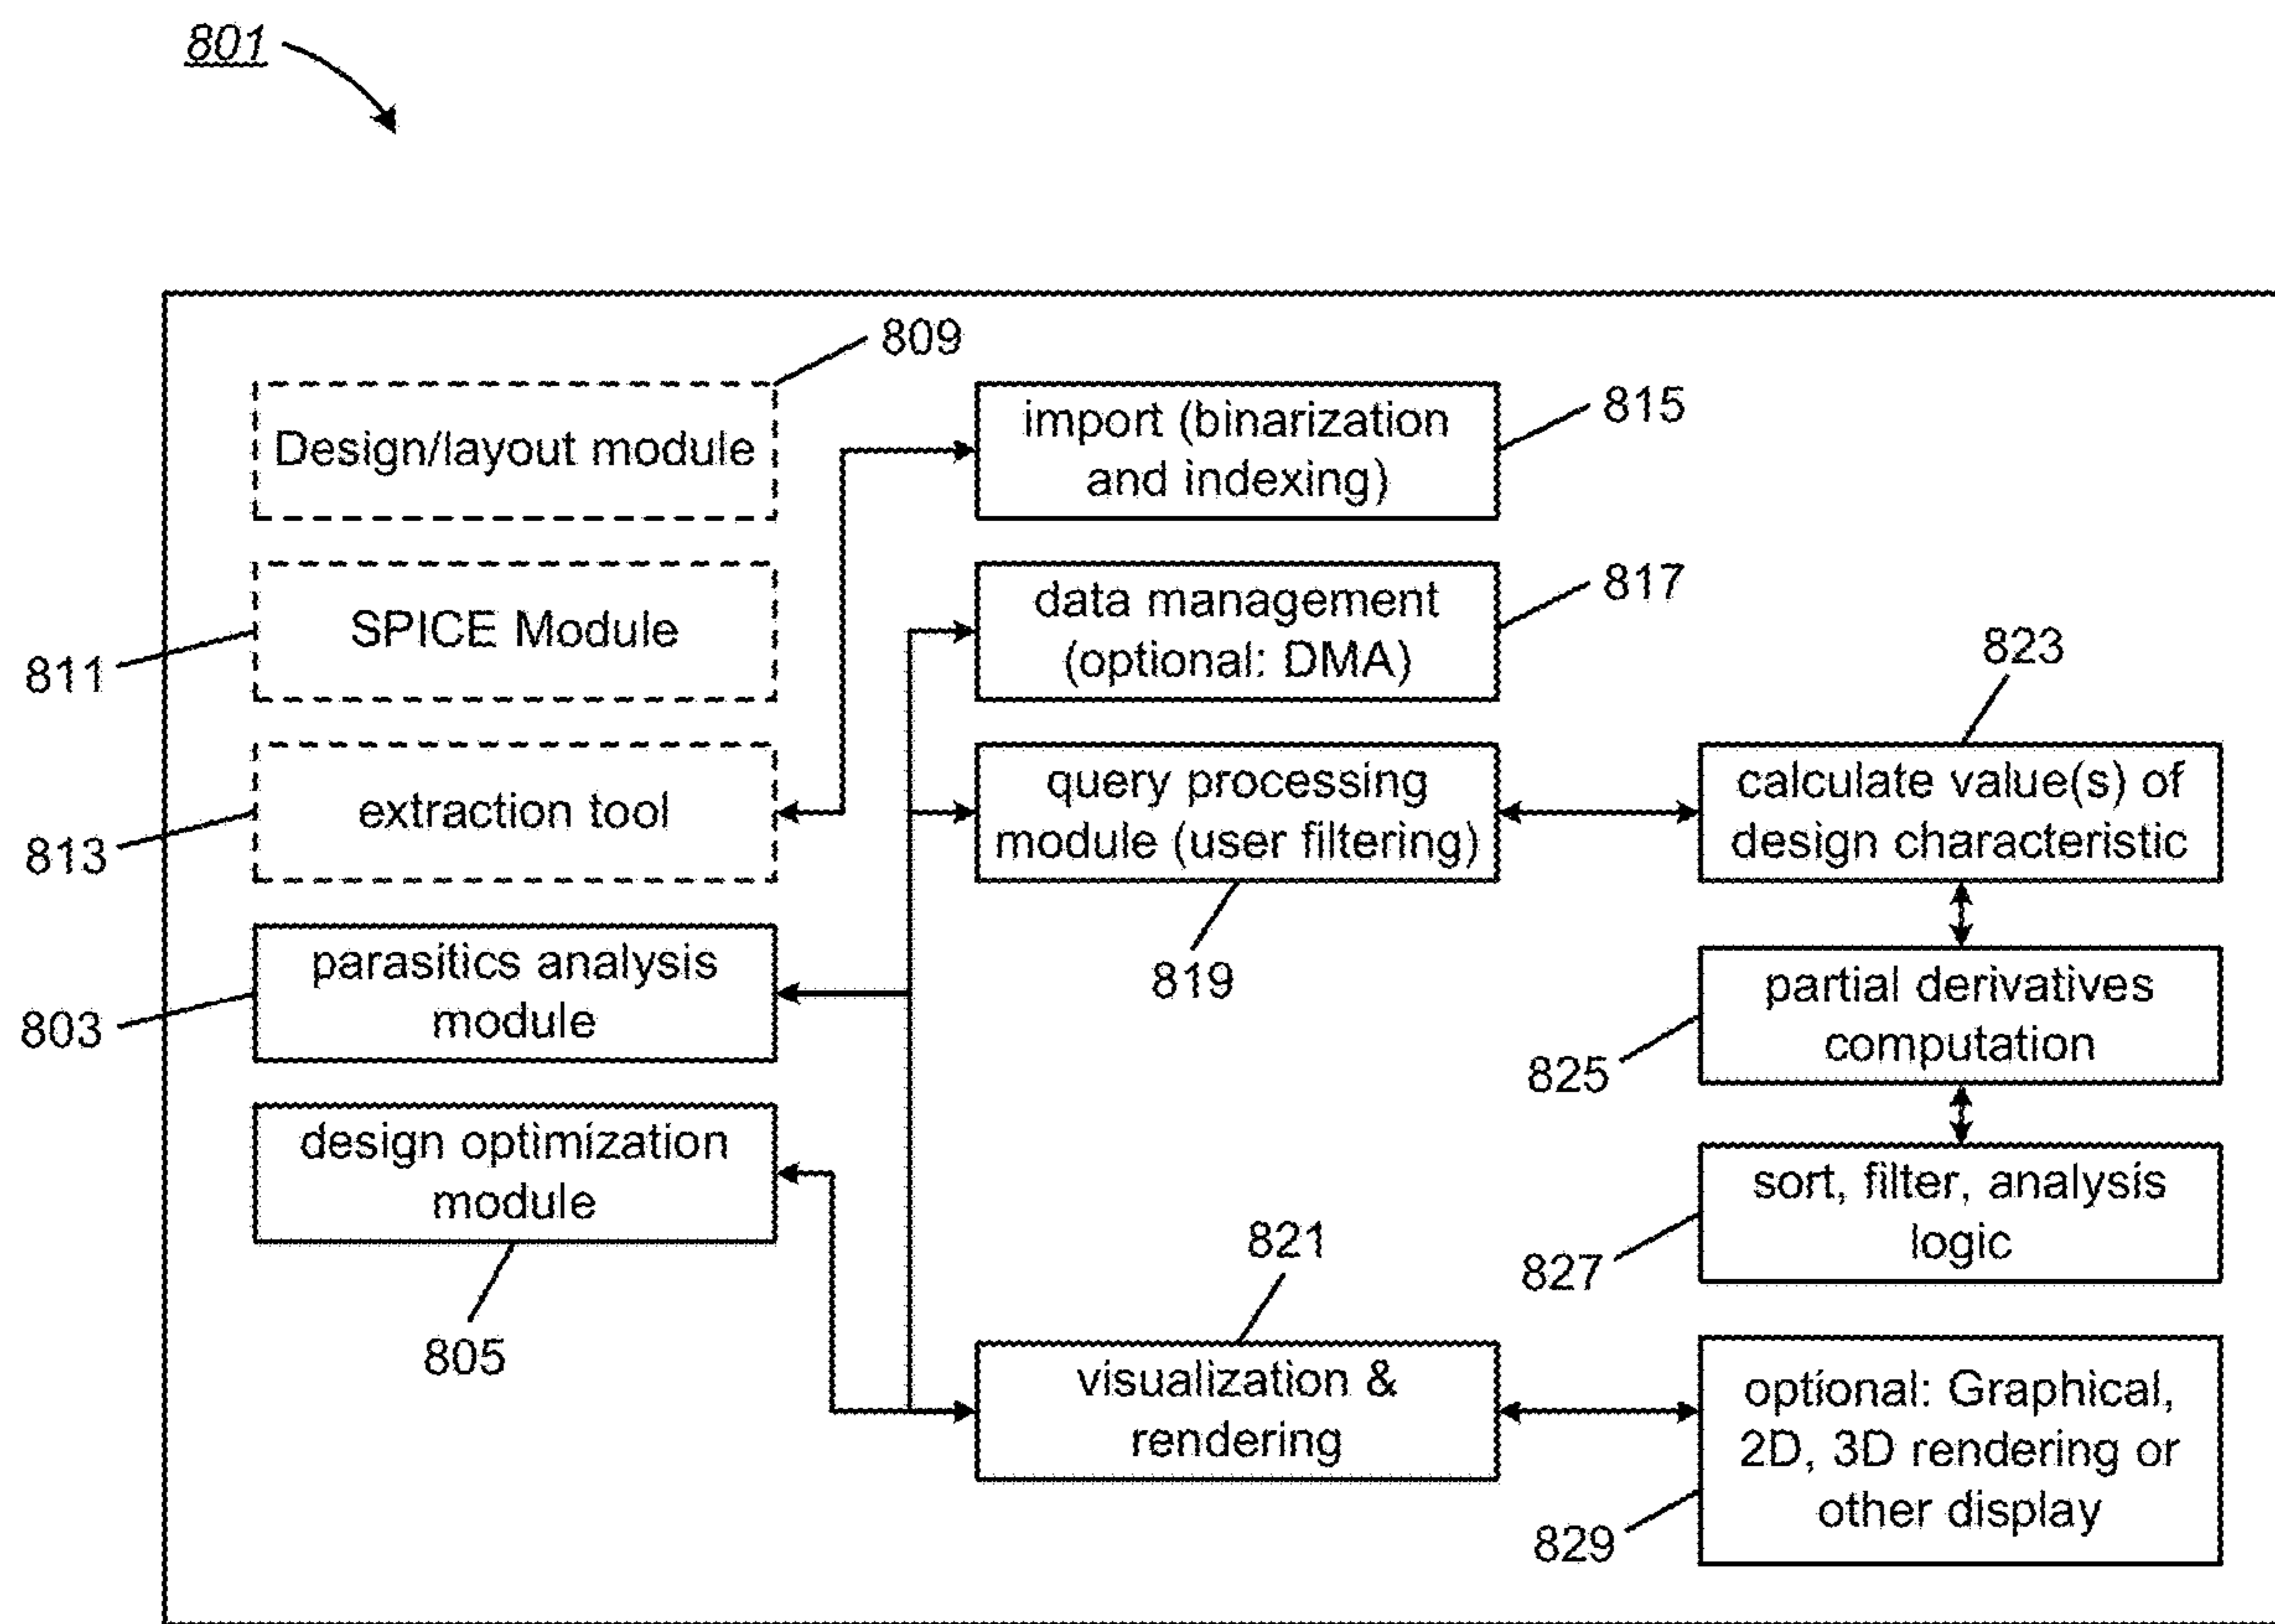 801
809
Design/layout module
import (binarization
and indexing)
815
SPICE Module
811
data management
(optional: DMA)
817
823
extraction tool
813
query processing
module (user filtering)
819
calculate value(s) of
design characteristic
parasitics analysis
module
803
partial derivatives
computation
825
design optimization
module
805
sort, filter, analysis
logic
827
821
visualization &
rendering
optional: Graphical,
2D, 3D rendering or
other display
829